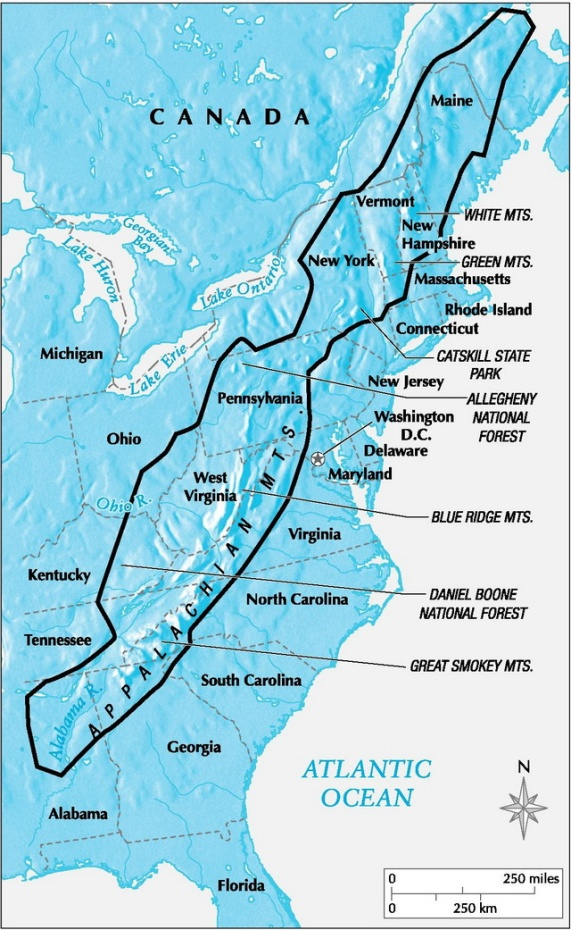 CANADA
Maine
Vermont
WHITE MTS.
New
Hampshire
Georgian
Bay
Lake Huron
New York
GREEN MTS.
Massachusetts
Lake Ontario
Rhode Island
Connecticut
Michigan
Lake Erie
CATSKILL STATE
PARK
New Jersey
Pennsylvania
ALLEGHENY
NATIONAL
FOREST
Washington
D.C.
Ohio
Delaware
Maryland
West
Virginia
Ohio R.
BLUE RIDGE MTS.
Virginia
APPALACHIAN MTS.
Kentucky
DANIEL BOONE
NATIONAL FOREST
North Carolina
Tennessee
GREAT SMOKEY MTS.
South Carolina
Alabama R.
Georgia
ATLANTIC
OCEAN
N
Alabama
Florida
0 250 miles
0 250 km